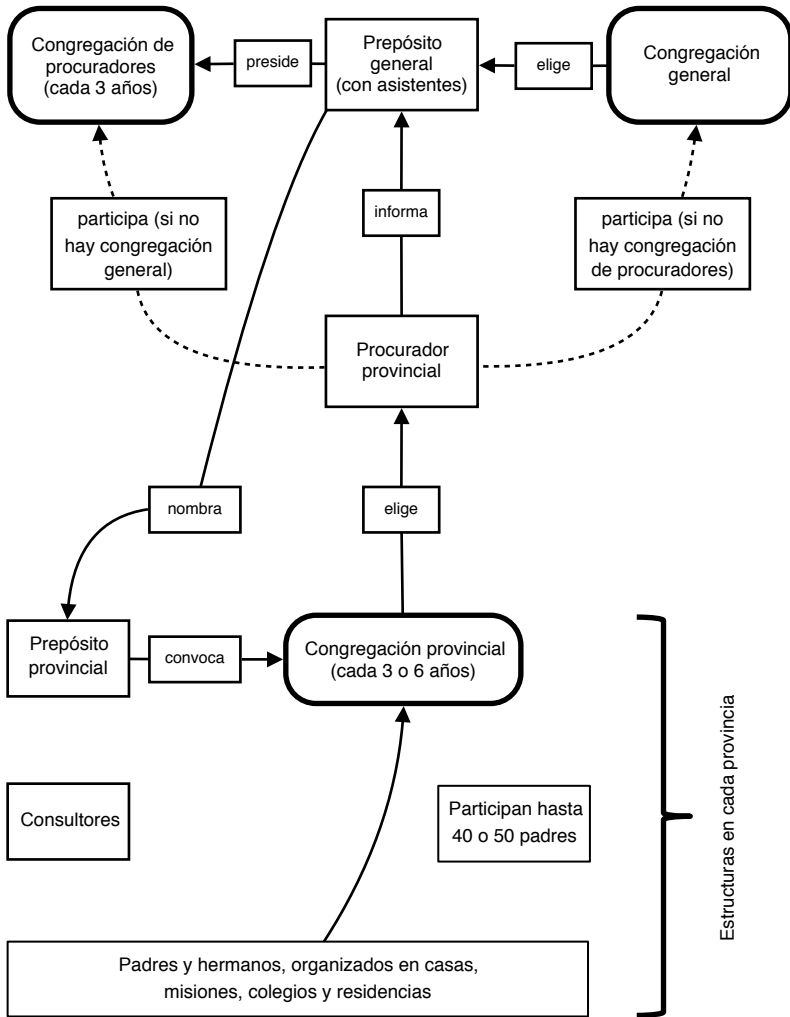 Congregación de
procuradores
(cada 3 años)
preside
Prepósito
general
(con asistentes)
elige
Congregación
general
participa (si no
hay congregación
general)
informa
participa (si no
hay congregación
de procuradores)
Procurador
provincial
nombra
elige
Prepósito
provincial
convoca
Congregación provincial
(cada 3 o 6 años)
Consultores
Participan hasta
40 o 50 padres
Estructuras en cada provincia
Padres y hermanos, organizados en casas,
misiones, colegios y residencias